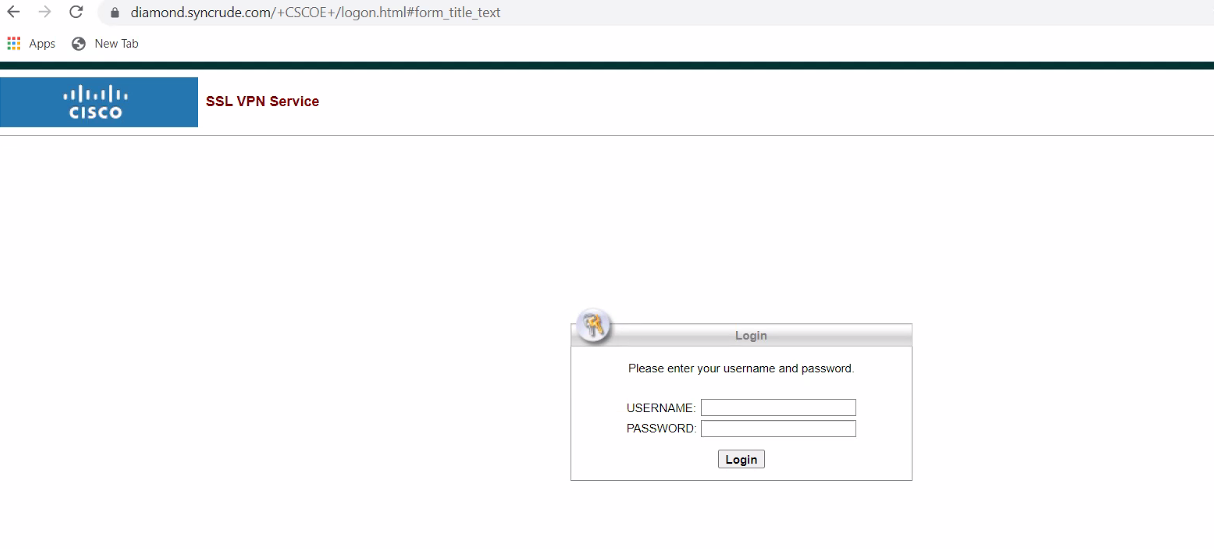 diamond.syncrude.com/+CSCOE+/logon.html#form_title_text
Apps New Tab
CISCO SSL VPN Service
Login
Please enter your username and password.
USERNAME:
PASSWORD:
Login